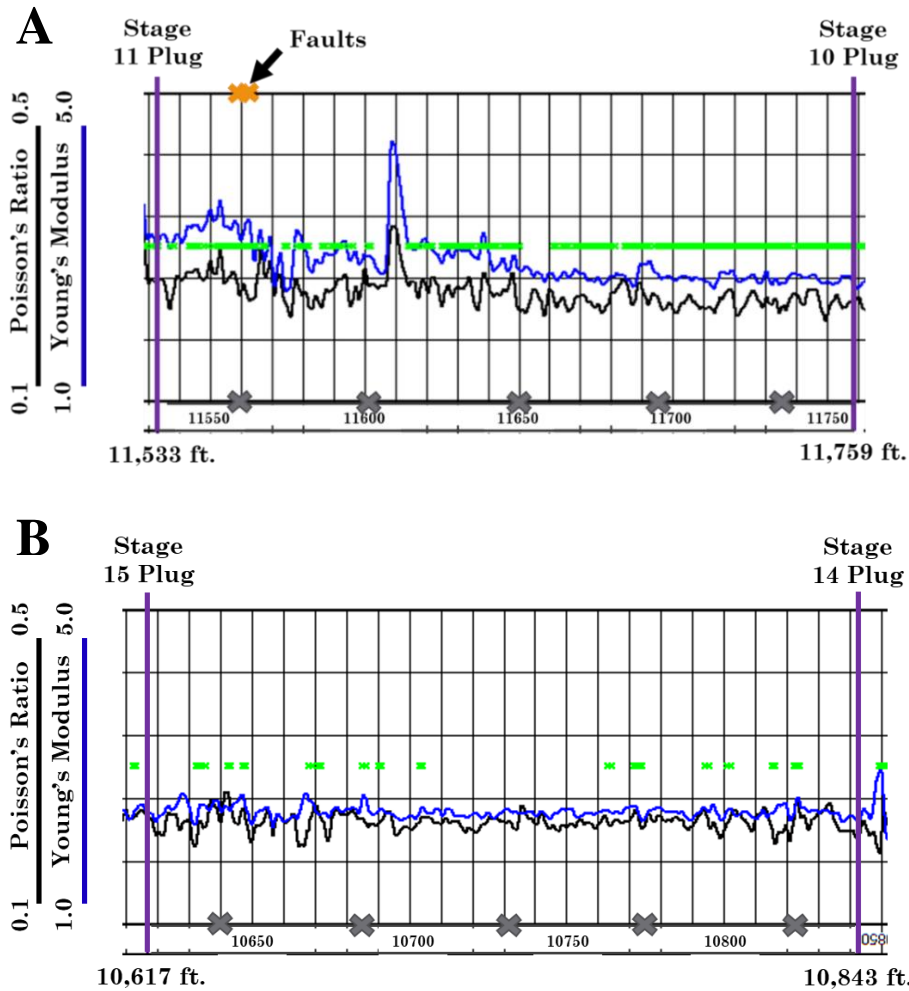 A
Stage
11 Plug
Faults
Stage
10 Plug
Poisson's Ratio
0.1
0.5
Young's Modulus
1.0
5.0
11550
11600
11650
11700
11750
11,533 ft.
11,759 ft.
B
Stage
15 Plug
Stage
14 Plug
Poisson's Ratio
0.1
0.5
Young's Modulus
1.0
5.0
10650
10700
10750
10800
10,617 ft.
10,843 ft.